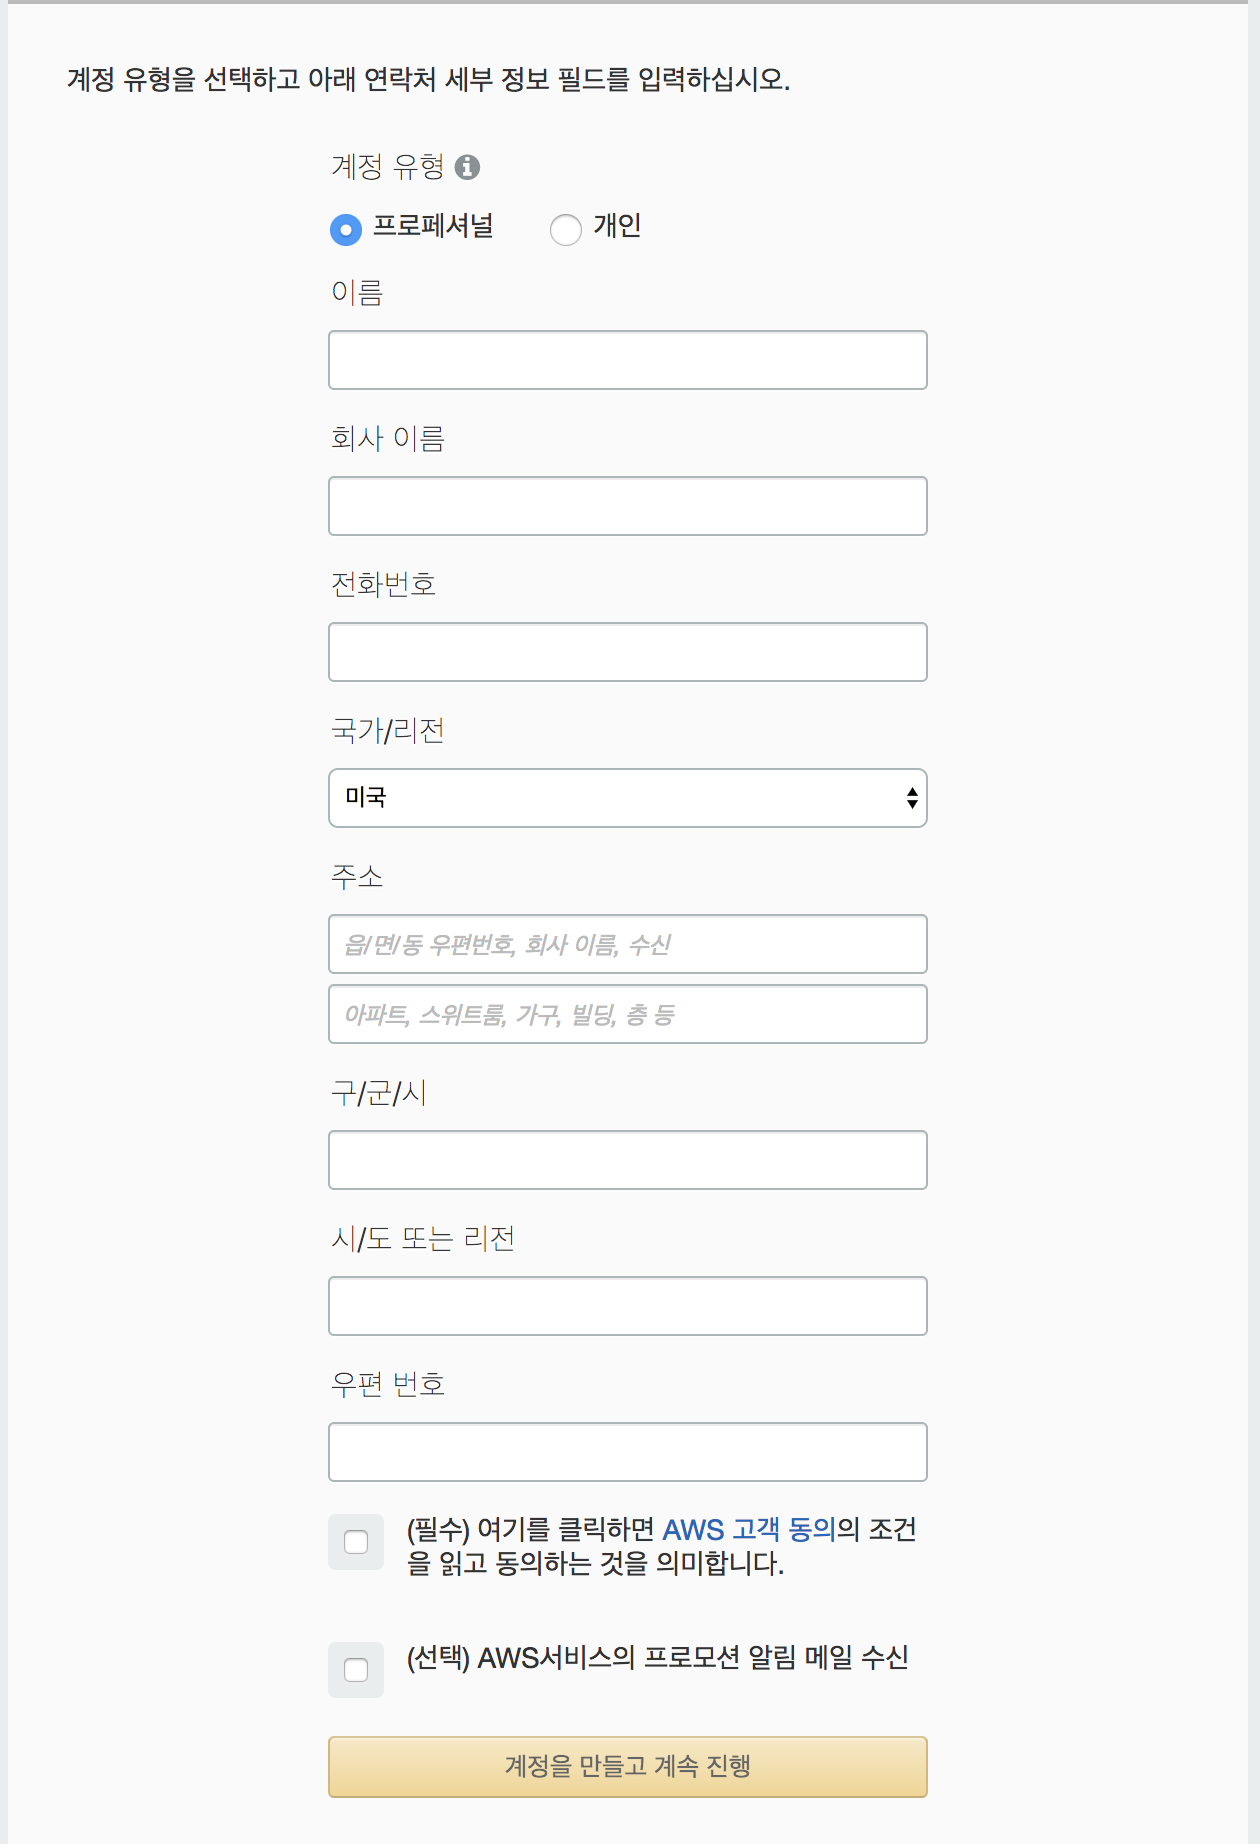 계정 유형을 선택하고 아래 연락처 세부 정보 필드를 입력하십시오.
계정 유형
프로페셔널 개인
이름
회사 이름
전화번호
국가/리전
미국
주소
읍/면/동 우편번호, 회사 이름, 수신
아파트, 스위트룸, 가구, 빌딩, 층 등
구/군/시
시/도 또는 리전
우편 번호
(필수) 여기를 클릭하면 AWS 고객 동의의 조건
을 읽고 동의하는 것을 의미합니다.
(선택) AWS서비스의 프로모션 알림 메일 수신
계정을 만들고 계속 진행